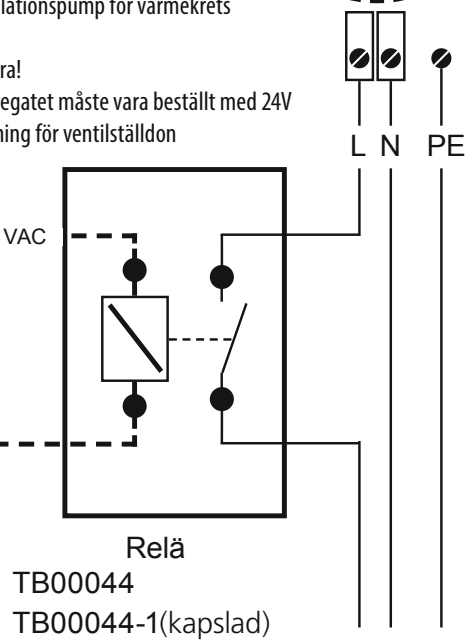 lationspump för värmekrets
ra!
egatet måste vara beställt med 24V
ning för ventilställdon
L N PE
VAC
Relä
TB00044
TB00044-1(kapslad)